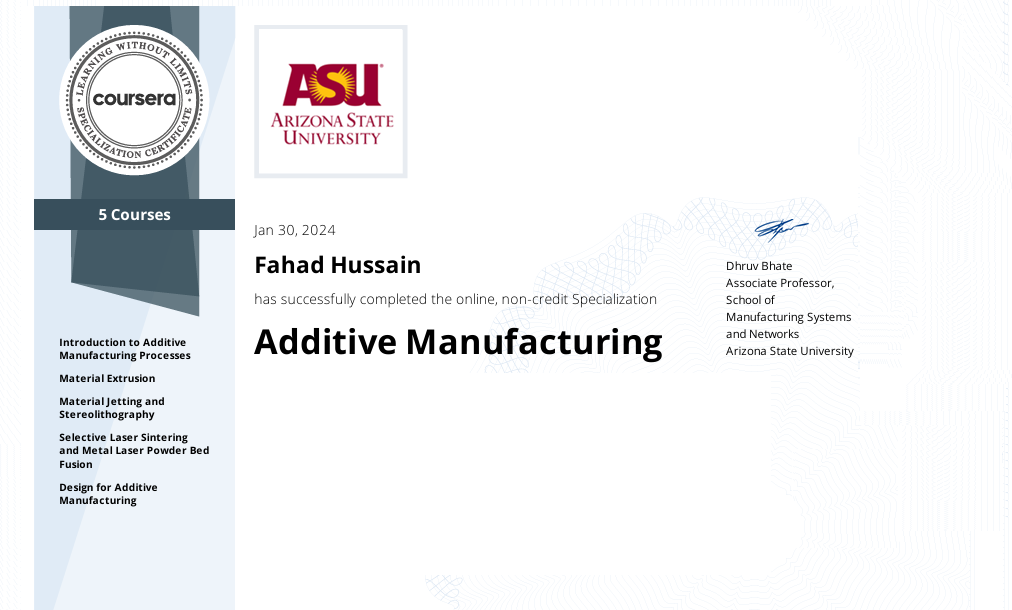 LEARNING WITHOUT LIMITS
coursera
SPECIALIZATION CERTIFICATE
5 Courses
Introduction to Additive
Manufacturing Processes
Material Extrusion
Material Jetting and
Stereolithography
Selective Laser Sintering
and Metal Laser Powder Bed
Fusion
Design for Additive
Manufacturing
ASU®
ARIZONA STATE
UNIVERSITY
Jan 30, 2024
Fahad Hussain
has successfully completed the online, non-credit Specialization
Additive Manufacturing
Dhruv Bhate
Associate Professor,
School of
Manufacturing Systems
and Networks
Arizona State University